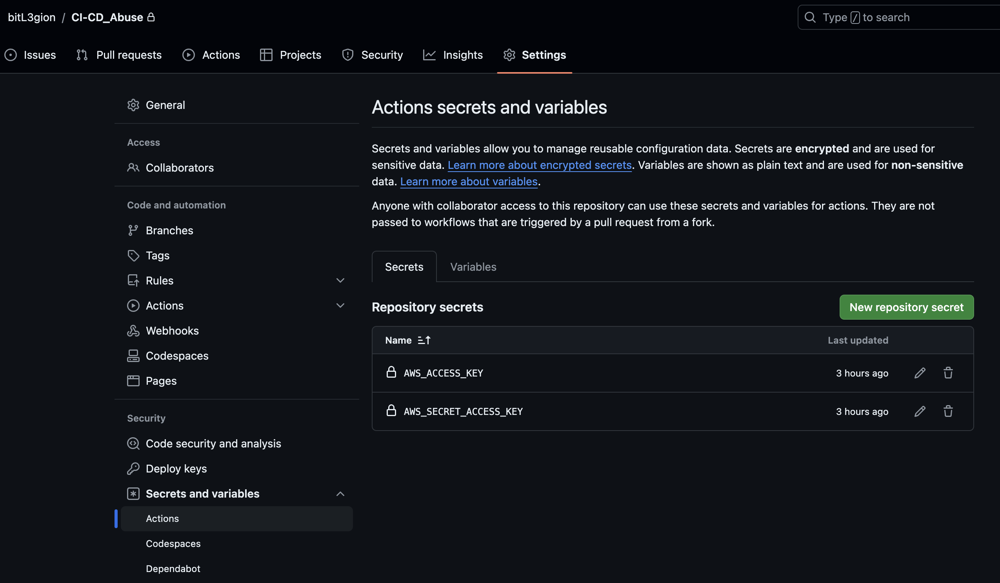 bitL3gion / CI-CD_Abuse
Type / to search
Issues
Pull requests
Actions
Projects
Security
Insights
Settings
General
Access
Collaborators
Code and automation
Branches
Tags
Rules
Actions
Webhooks
Codespaces
Pages
Security
Code security and analysis
Deploy keys
Secrets and variables
Actions
Codespaces
Dependabot
Actions secrets and variables
Secrets and variables allow you to manage reusable configuration data. Secrets are encrypted and are used for
sensitive data. Learn more about encrypted secrets. Variables are shown as plain text and are used for non-sensitive
data. Learn more about variables.
Anyone with collaborator access to this repository can use these secrets and variables for actions. They are not
passed to workflows that are triggered by a pull request from a fork.
Secrets
Variables
Repository secrets
New repository secret
Name
Last updated
AWS_ACCESS_KEY
3 hours ago
AWS_SECRET_ACCESS_KEY
3 hours ago